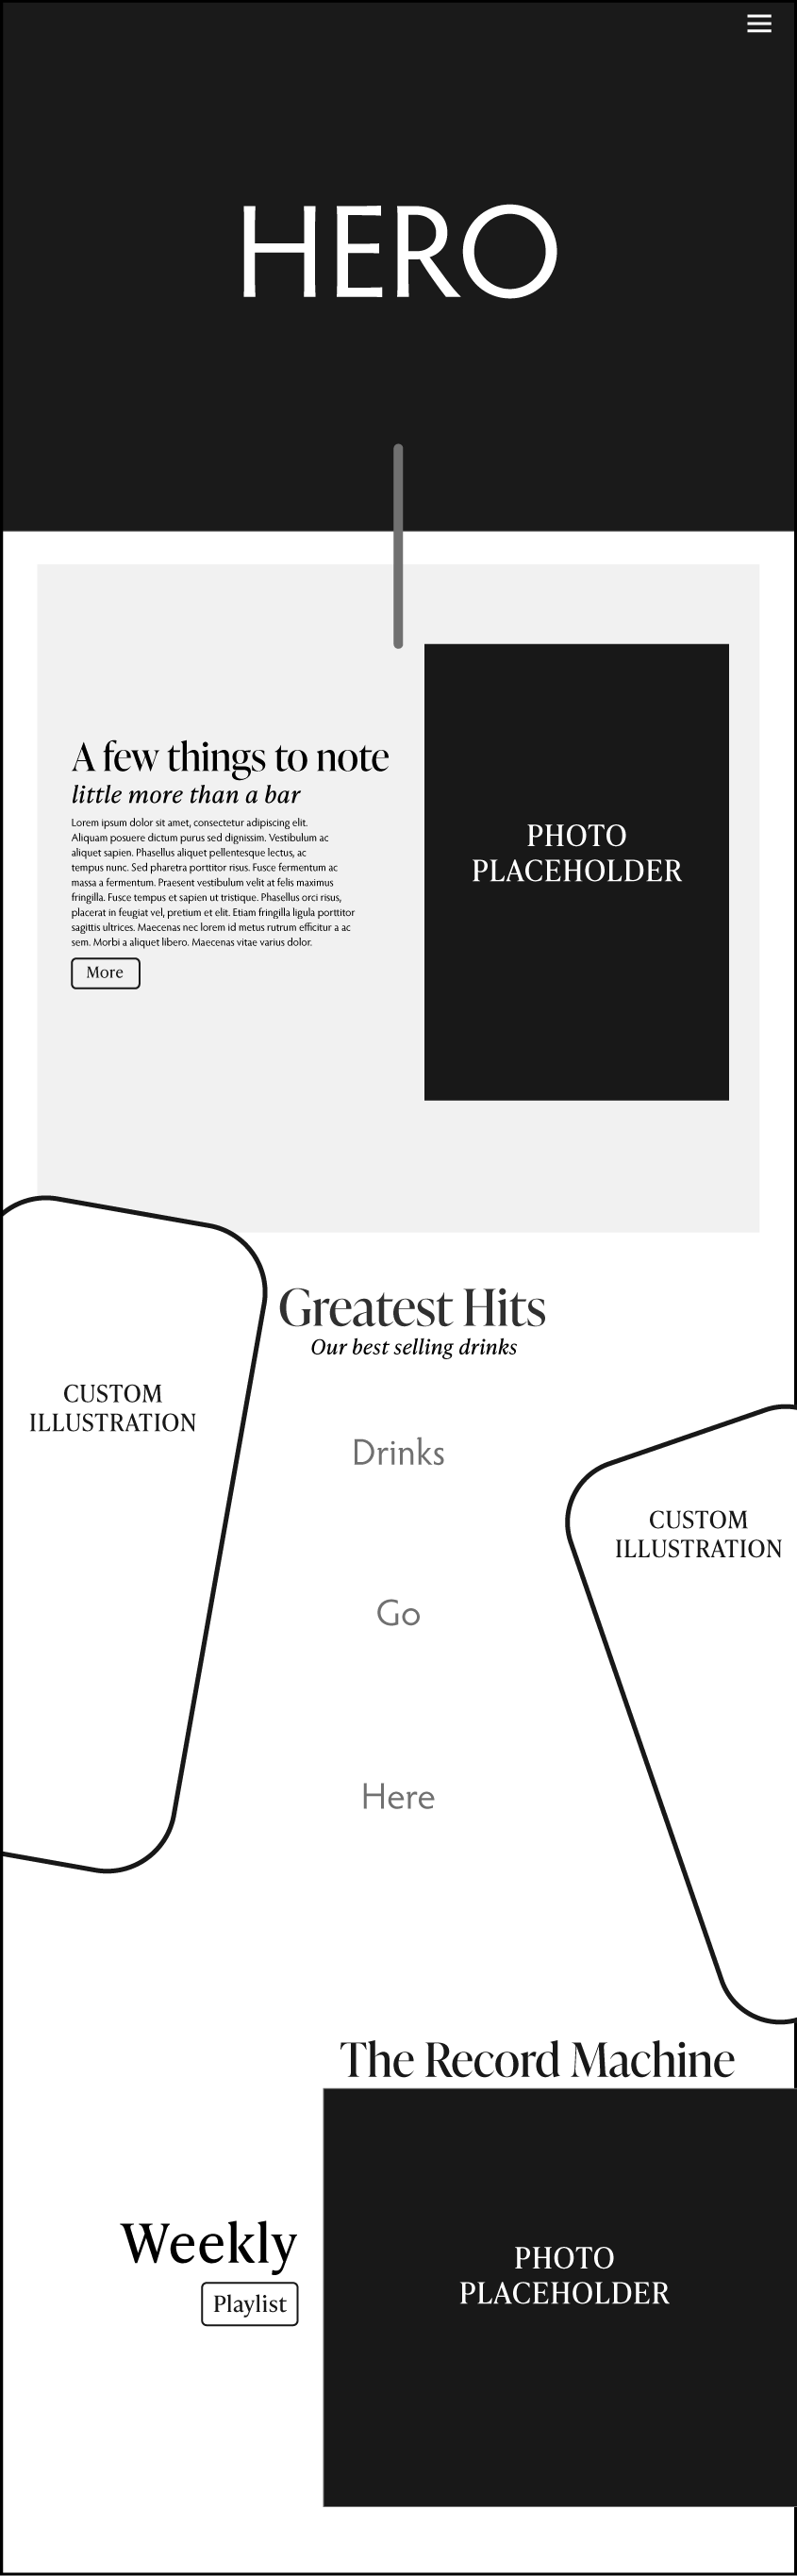 HERO
A few things to note
little more than a bar
Lorem ipsum dolor sit amet, consectetur adipiscing elit.
Aliquam posuere dictum purus sed dignissim. Vestibulum ac
aliquet sapien. Phasellus aliquet pellentesque lectus, ac
tempus nunc. Sed pharetra porttitor risus. Fusce fermentum ac
massa a fermentum. Praesent vestibulum velit at felis maximus
fringilla. Fusce tempus et sapien ut tristique. Phasellus orci risus,
placerat in feugiat vel, pretium et elit. Etiam fringilla ligula porttitor
sagittis ultrices. Maecenas nec lorem id metus rutrum efficitur a ac
sem. Morbi a aliquet libero. Maecenas vitae varius dolor.
More
PHOTO
PLACEHOLDER
Greatest Hits
Our best selling drinks
CUSTOM
ILLUSTRATION
Drinks
CUSTOM
ILLUSTRATION
Go
Here
The Record Machine
Weekly
Playlist
PHOTO
PLACEHOLDER